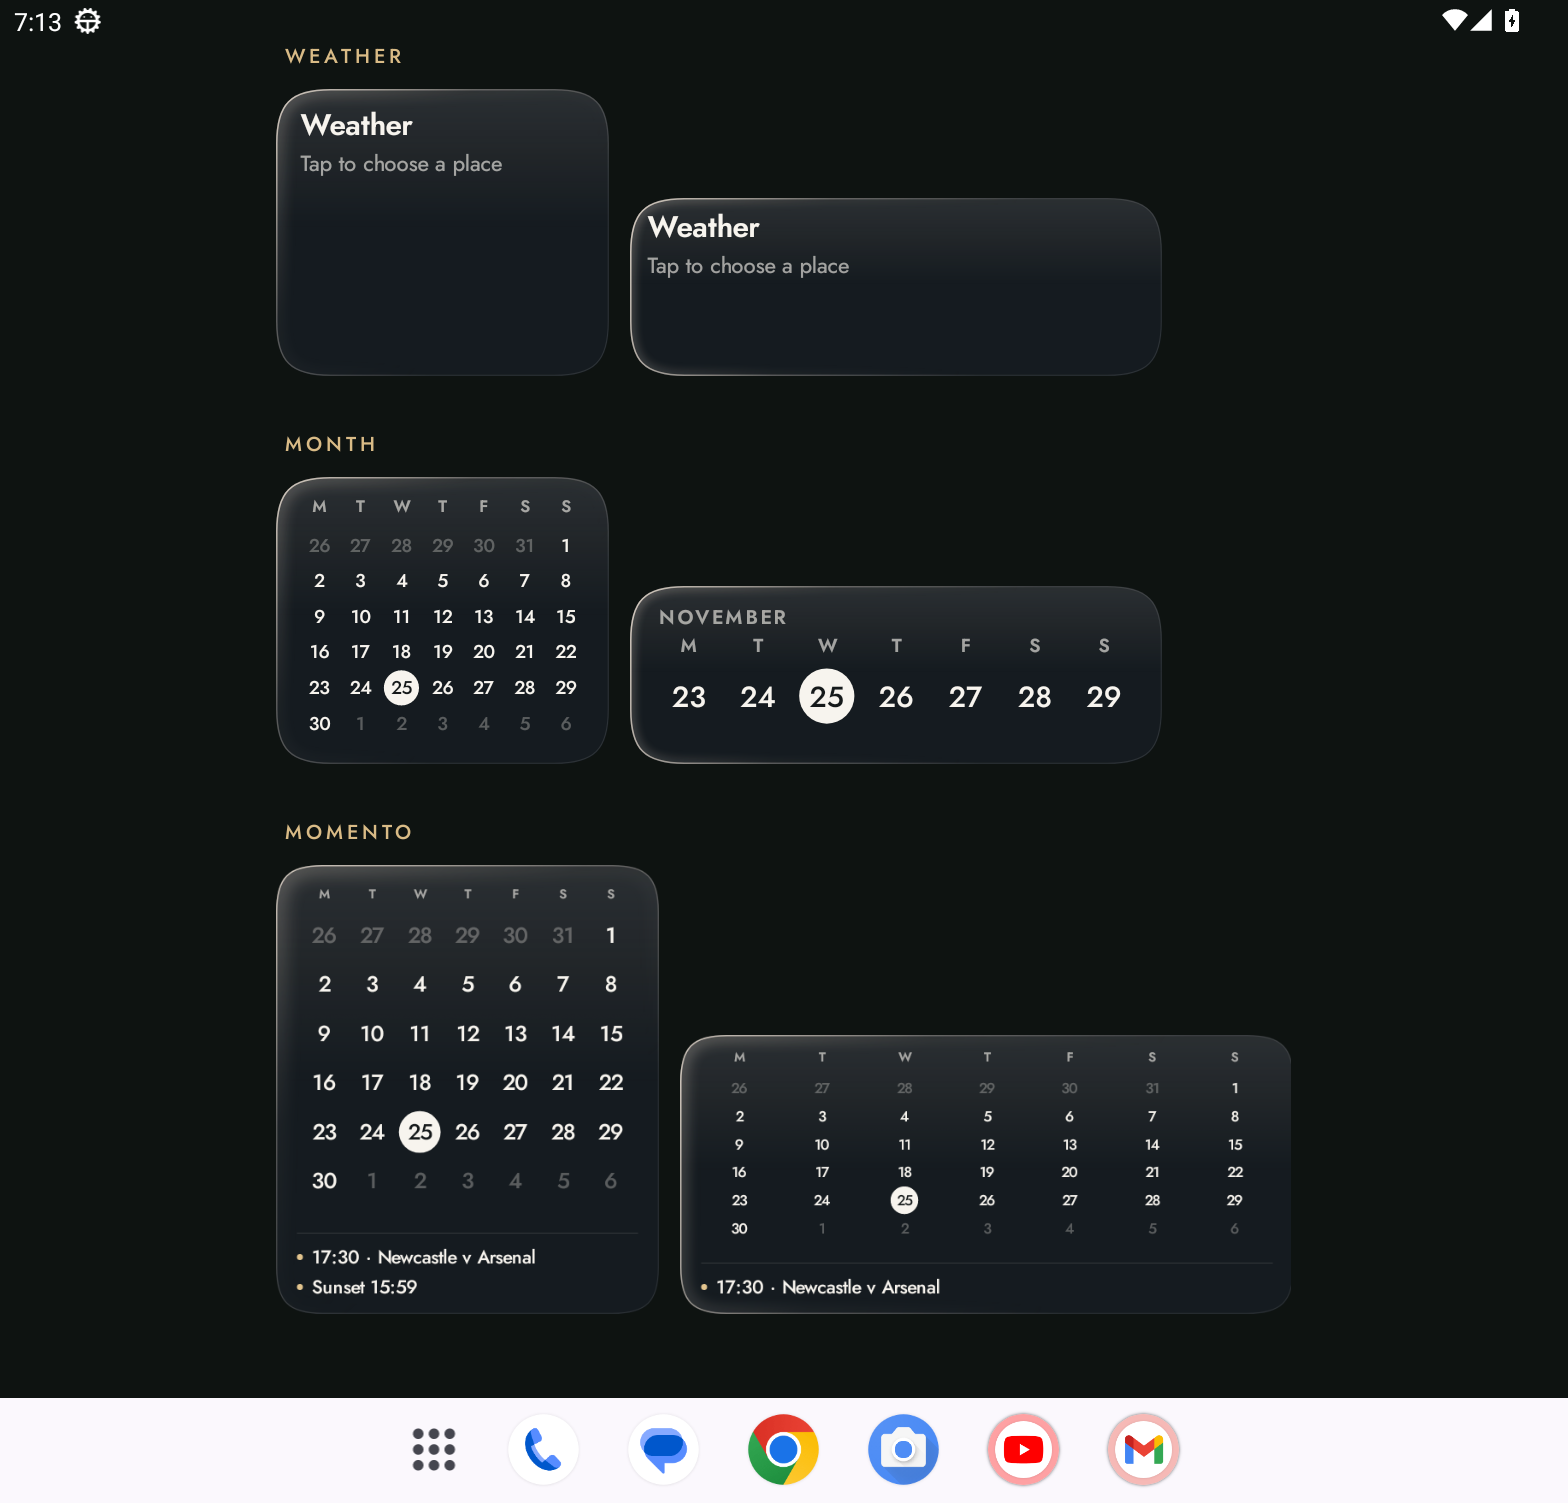 7:13
WEATHER
Weather
Tap to choose a place
Weather
Tap to choose a place
MONTH
M T W T F S S
26 27 28 29 30 31 1
2 3 4 5 6 7 8
9 10 11 12 13 14 15
16 17 18 19 20 21 22
23 24 25 26 27 28 29
30 1 2 3 4 5 6
NOVEMBER
M T W T F S S
23 24 25 26 27 28 29
MOMENTO
M T W T F S S
26 27 28 29 30 31 1
2 3 4 5 6 7 8
9 10 11 12 13 14 15
16 17 18 19 20 21 22
23 24 25 26 27 28 29
30 1 2 3 4 5 6
• 17:30 · Newcastle v Arsenal
• Sunset 15:59
M T W T F S S
26 27 28 29 30 31 1
2 3 4 5 6 7 8
9 10 11 12 13 14 15
16 17 18 19 20 21 22
23 24 25 26 27 28 29
30 1 2 3 4 5 6
• 17:30 · Newcastle v Arsenal